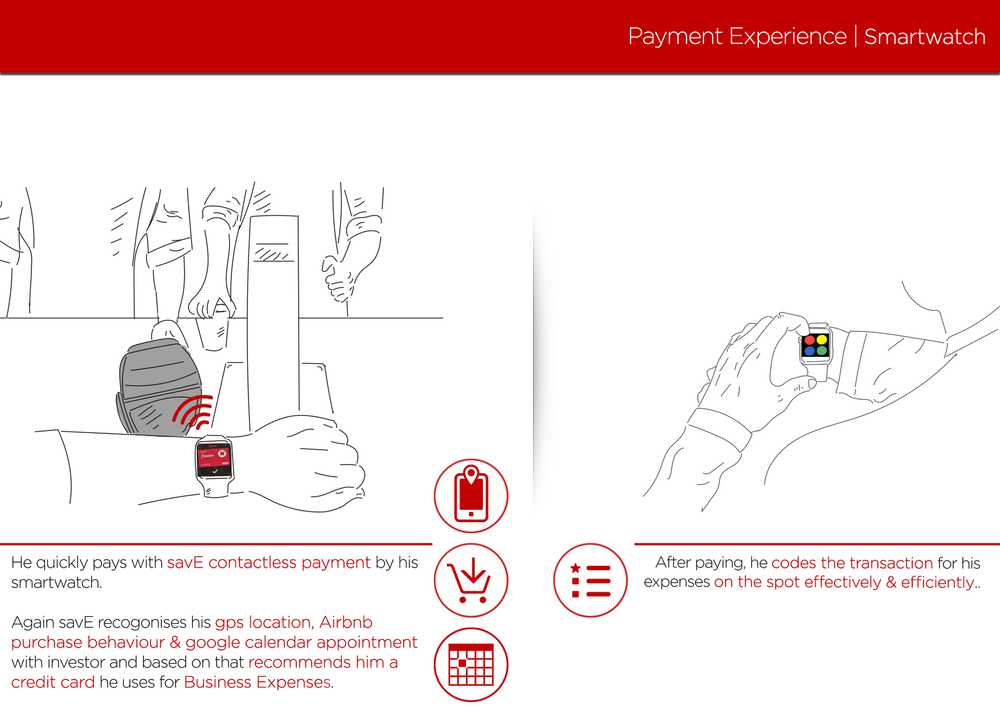 Payment Experience | Smartwatch
He quickly pays with savE contactless payment by his
smartwatch.
Again savE recogonises his gps location, Airbnb
purchase behaviour & google calendar appointment
with investor and based on that recommends him a
credit card he uses for Business Expenses.
After paying, he codes the transaction for his
expenses on the spot effectively & efficiently..